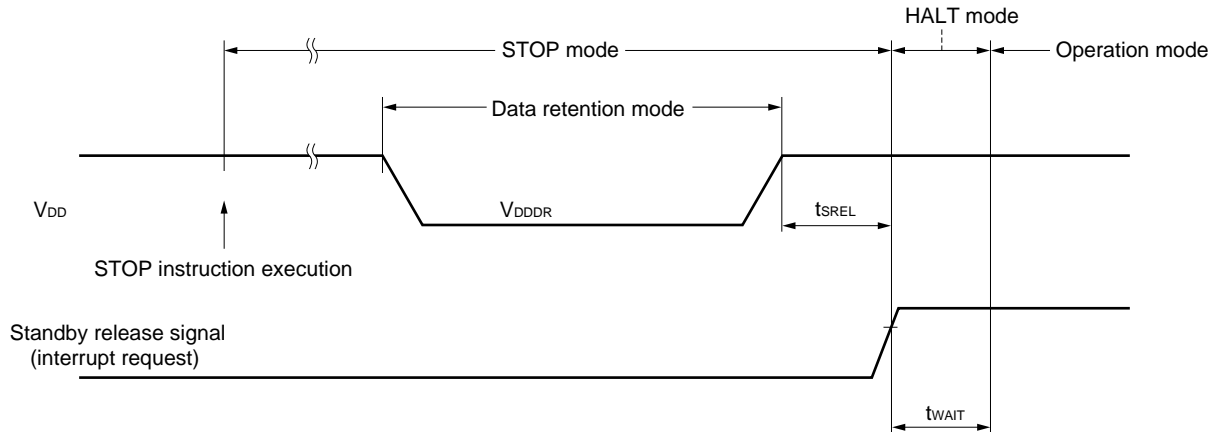 HALT mode
STOP mode
Operation mode
Data retention mode
VDD
VDDDR
tSREL
STOP instruction execution
Standby release signal
(interrupt request)
tWAIT